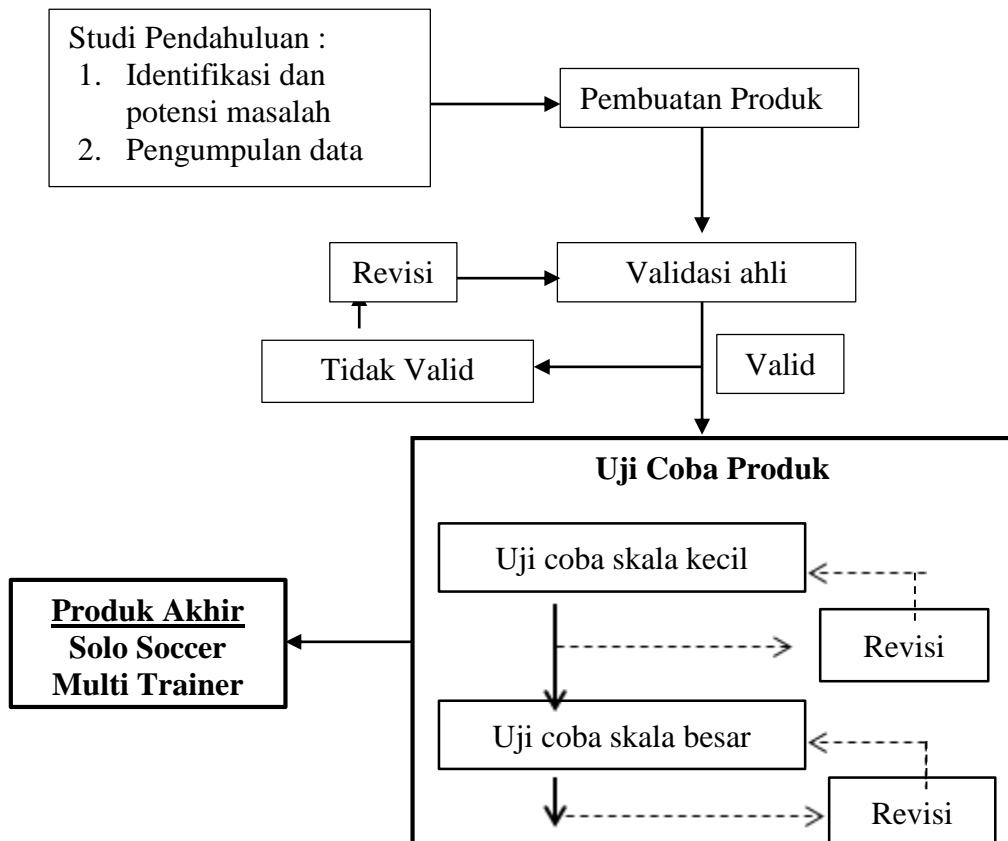 Studi Pendahuluan :
1. Identifikasi dan
potensi masalah
2. Pengumpulan data
Pembuatan Produk
Revisi
Validasi ahli
Tidak Valid
Valid
Uji Coba Produk
Uji coba skala kecil
Revisi
Produk Akhir
Solo Soccer
Multi Trainer
Uji coba skala besar
Revisi